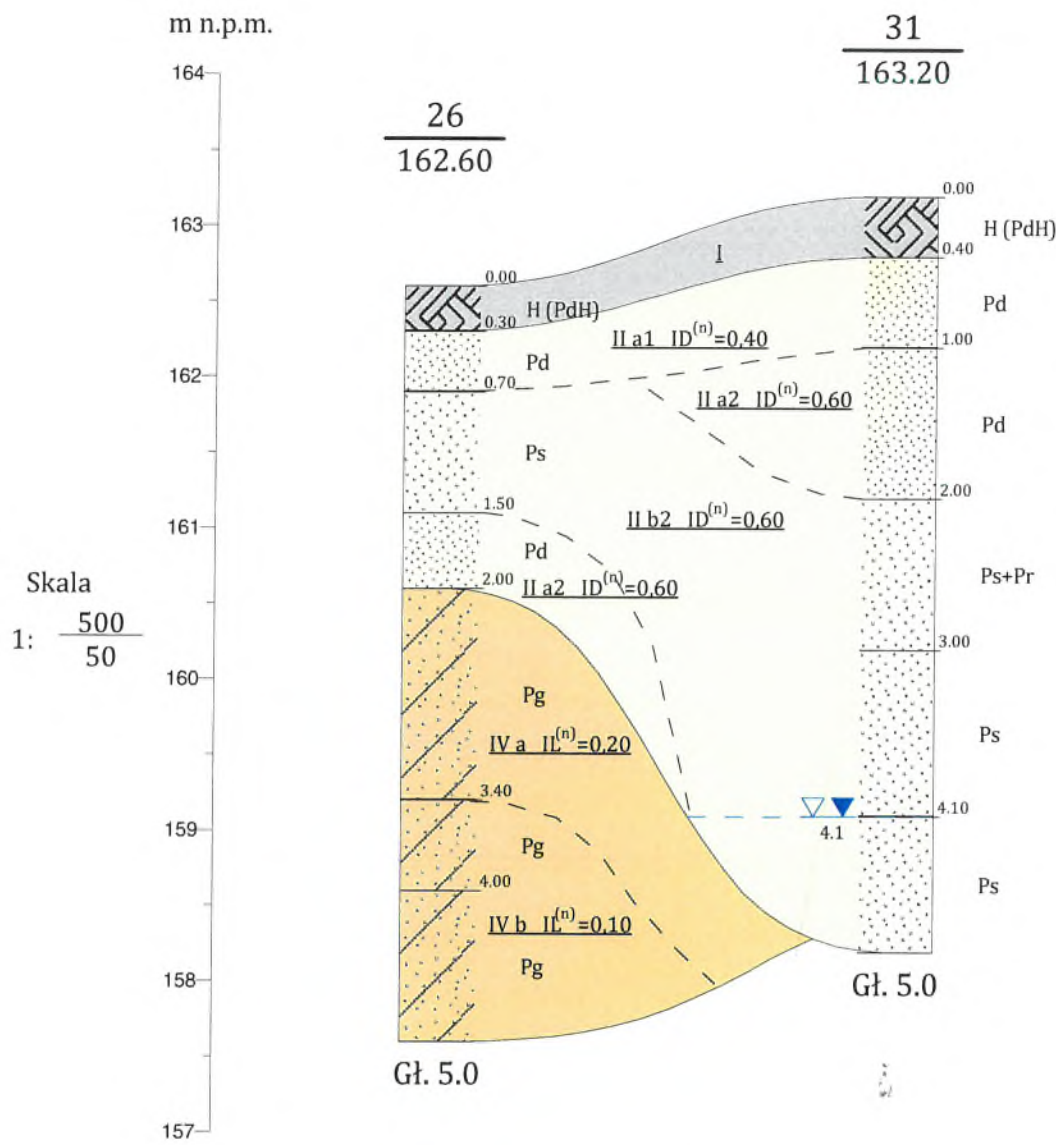 m n.p.m.
31
163.20
164
26
162.60
0.00
163
H (PdH)
0.40
I
0.00
H (PdH)
0.30
Pd
II a1 ID(n)=0,40
1.00
162
Pd
0.70
II a2 ID(n)=0,60
Pd
Ps
2.00
1.50
II b2 ID(n)=0,60
161
Pd
Skala
1: 500
50
2.00
II a2 ID(n)=0,60
Ps+Pr
3.00
160
Pg
IV a IL(n)=0,20
Ps
3.40
4.10
159
4.1
Pg
4.00
Ps
IV b IL(n)=0,10
Pg
158
Gł. 5.0
Gł. 5.0
157